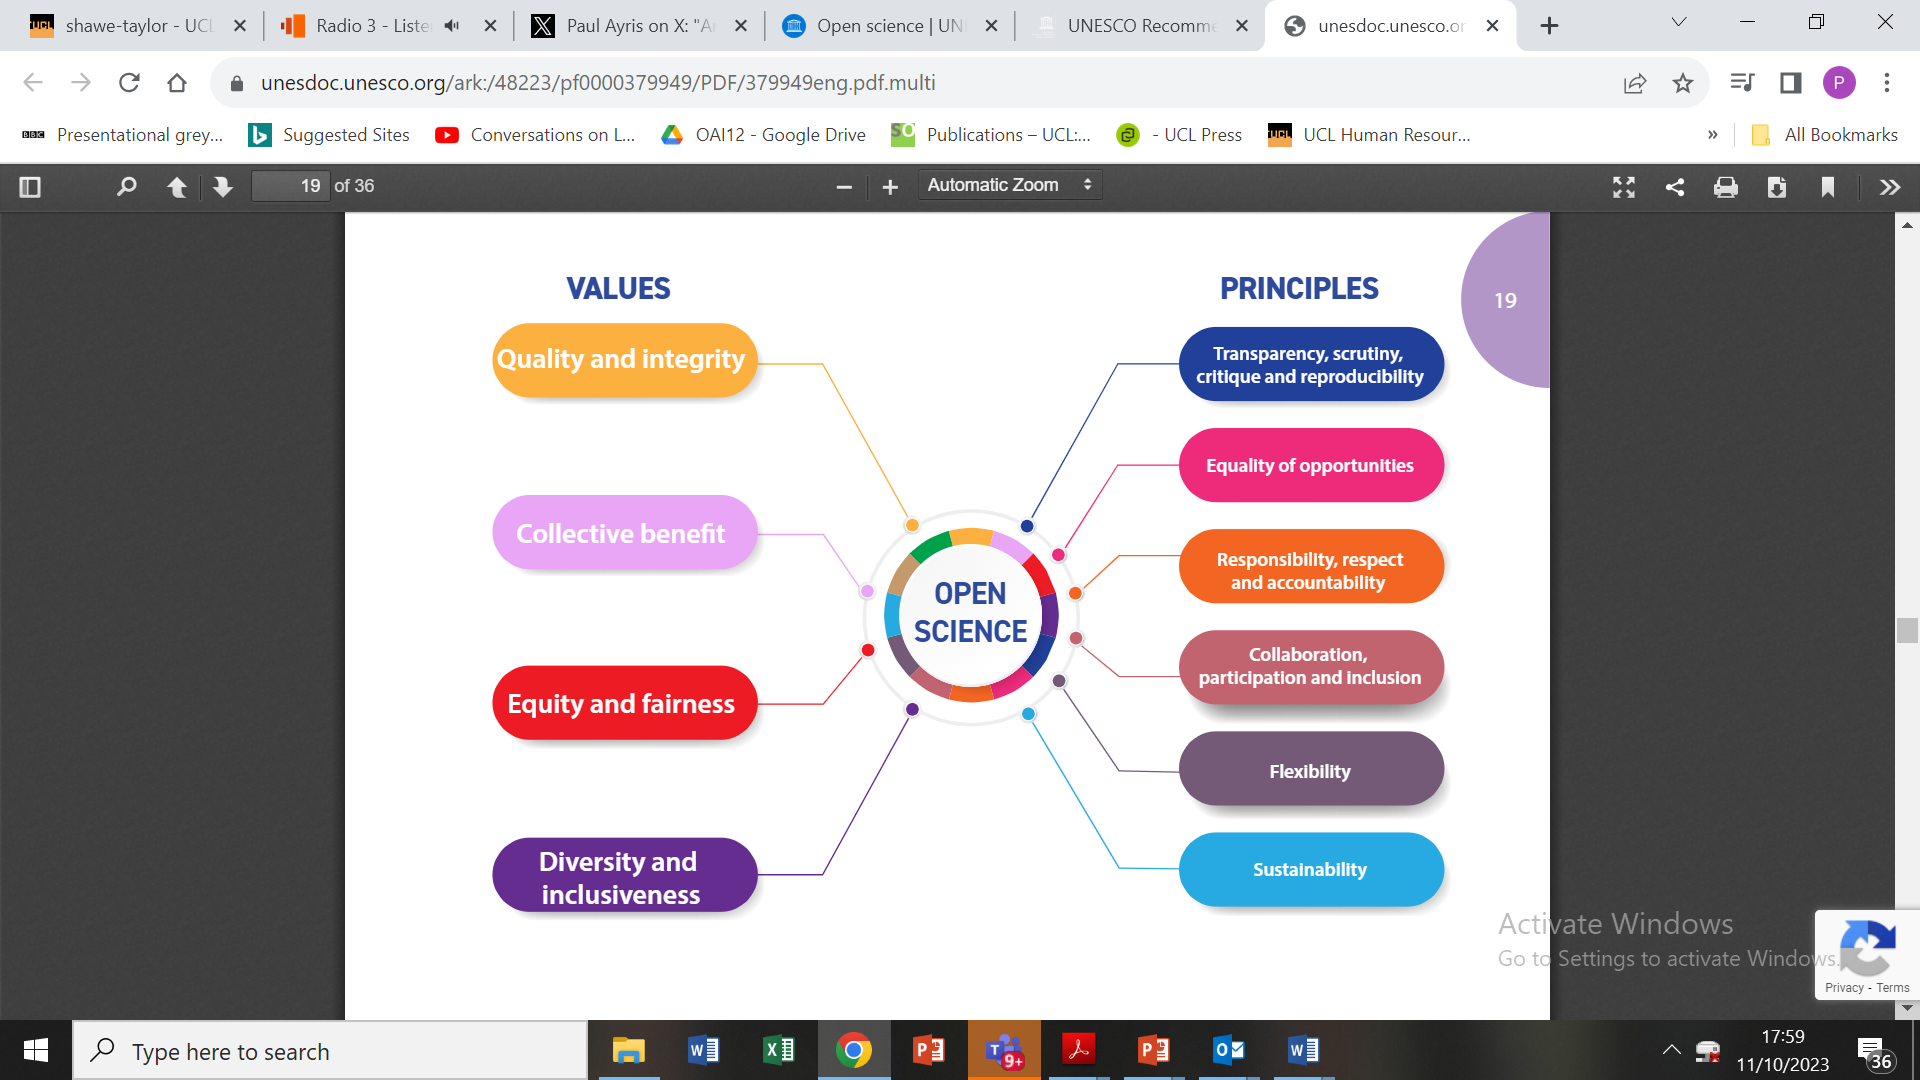 shawe-taylor - UCL
Radio 3 - Liste
Paul Ayris on X: "A
Open science | UN
UNESCO Recomme
unesdoc.unesco.or
unesdoc.unesco.org/ark:/48223/pf0000379949/PDF/379949eng.pdf.multi
P
BBC
Presentational grey...
Suggested Sites
Conversations on L...
OAI12 - Google Drive
Publications – UCL:...
- UCL Press
UCL
UCL Human Resour...
»
All Bookmarks
19 of 36
Automatic Zoom
VALUES
PRINCIPLES
19
Quality and integrity
Transparency, scrutiny,
critique and reproducibility
Equality of opportunities
Collective benefit
Responsibility, respect
and accountability
OPEN
SCIENCE
Collaboration,
participation and inclusion
Equity and fairness
Flexibility
Diversity and
inclusiveness
Sustainability
Activate Windows
Go to Settings to activate Windows.
Privacy - Terms
Type here to search
9+
17:59
11/10/2023
36